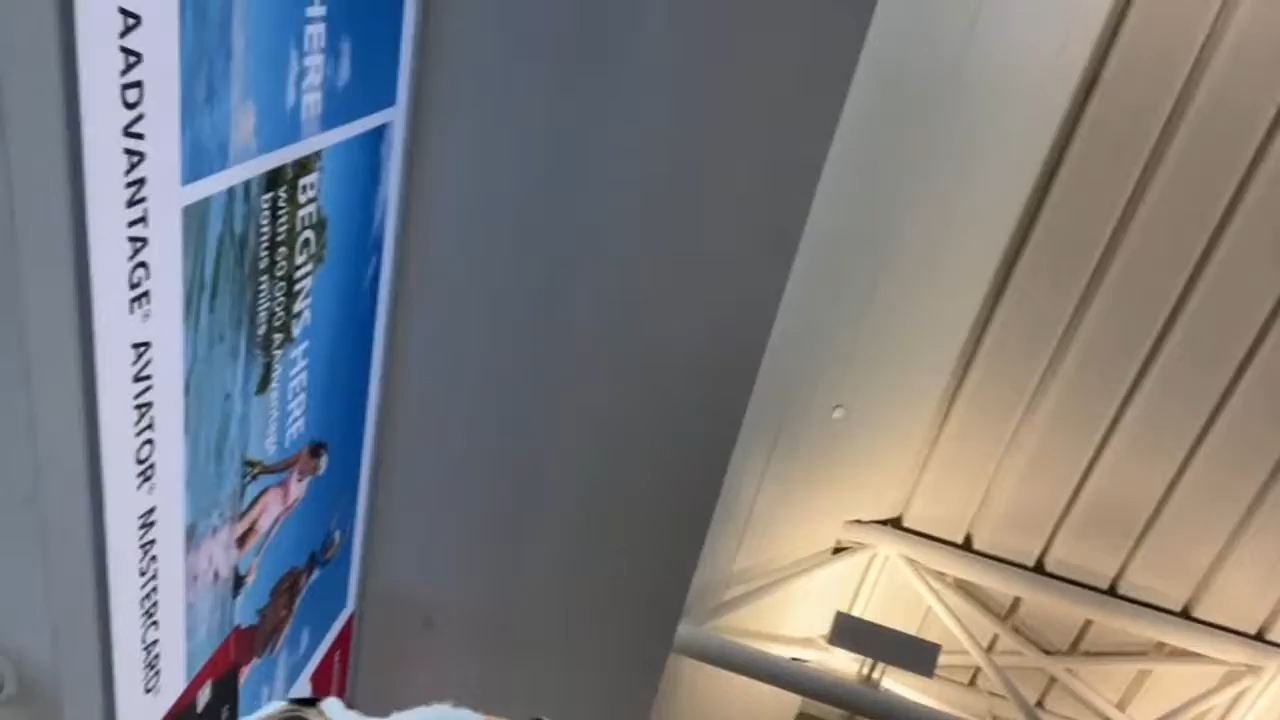 HERE
BEGINS HERE
with 60,000 AAdvantage
bonus miles
AADVANTAGE® AVIATOR® MASTERCARD®